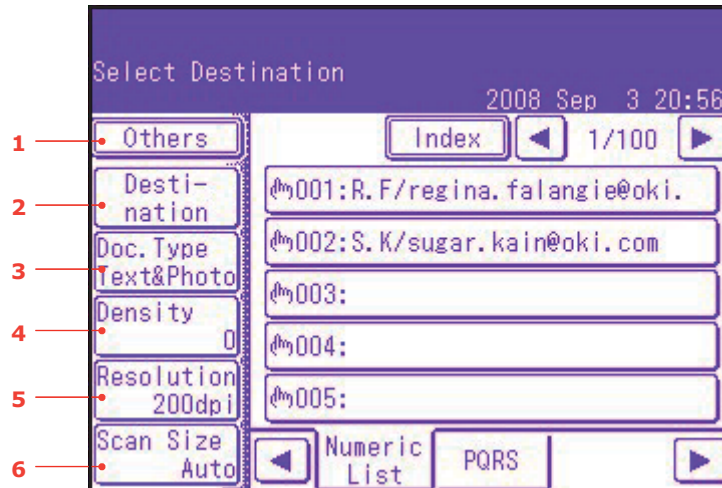 Select Destination
2008 Sep 3 20:56
1
Others
Index
1/100
2
Desti-
nation
001:R.F/regina.falangie@oki.
002:S.K/sugar.kain@oki.com
3
Doc.Type
Text&Photo
003:
4
Density
0
004:
5
Resolution
200dpi
005:
6
Scan Size
Auto
Numeric
List
PQRS